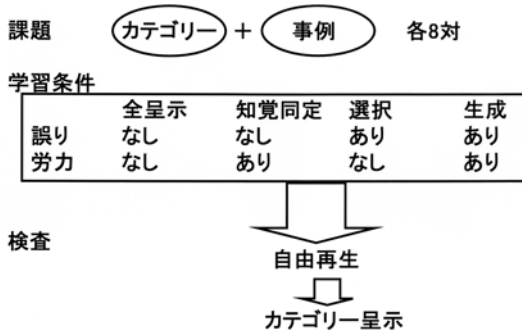 課題 カテゴリー + 事例 各8対
学習条件
全呈示 知覚同定 選択 生成
誤り なし なし あり あり
労力 なし あり なし あり
検査
自由再生
カテゴリー呈示